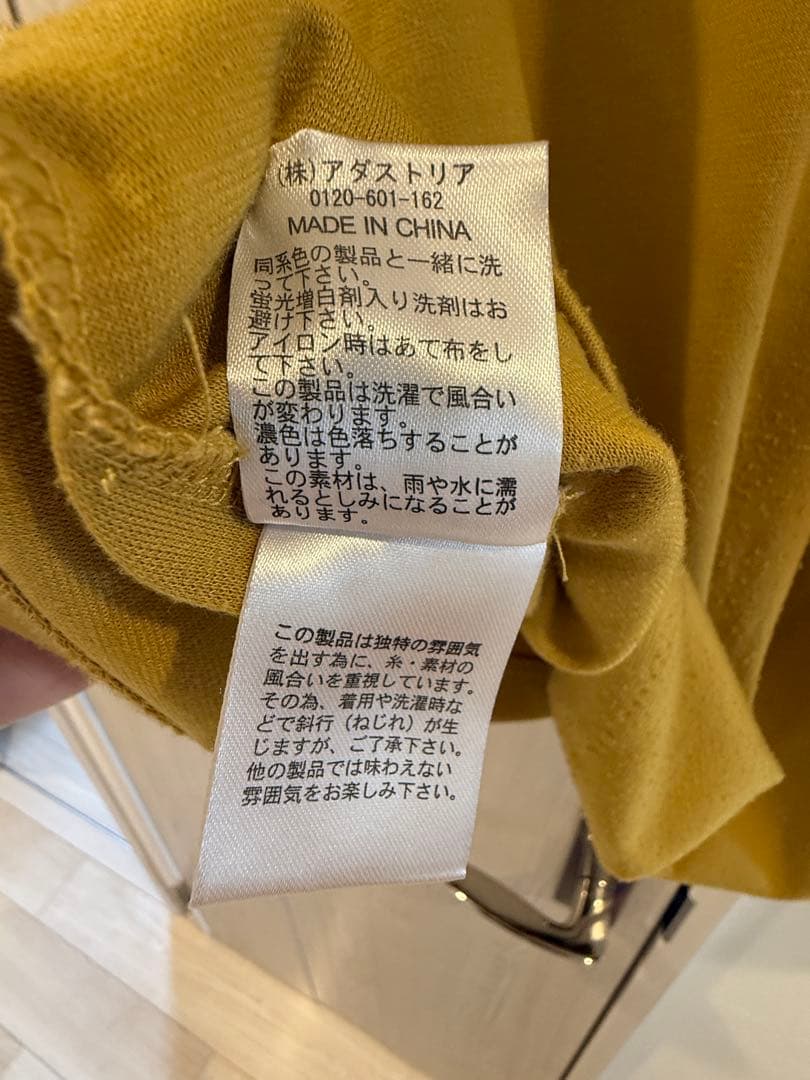 (株)アダストリア
0120-601-162
MADE IN CHINA
同系色の製品と一緒に洗
って下さい。
蛍光増白剤入り洗剤はお
避け下さい。
アイロン時はあて布をし
て下さい。
この製品は洗濯で風合い
が変わります。
濃色は色落ちすることが
あります。
この素材は、雨や水に濡
れるとしみになることが
あります。
この製品は独特の雰囲気
を出す為に、糸・素材の
風合いを重視しています。
その為、着用や洗濯時な
どで斜行（ねじれ）が生
じますが、ご了承下さい。
他の製品では味わえない
雰囲気をお楽しみ下さい。